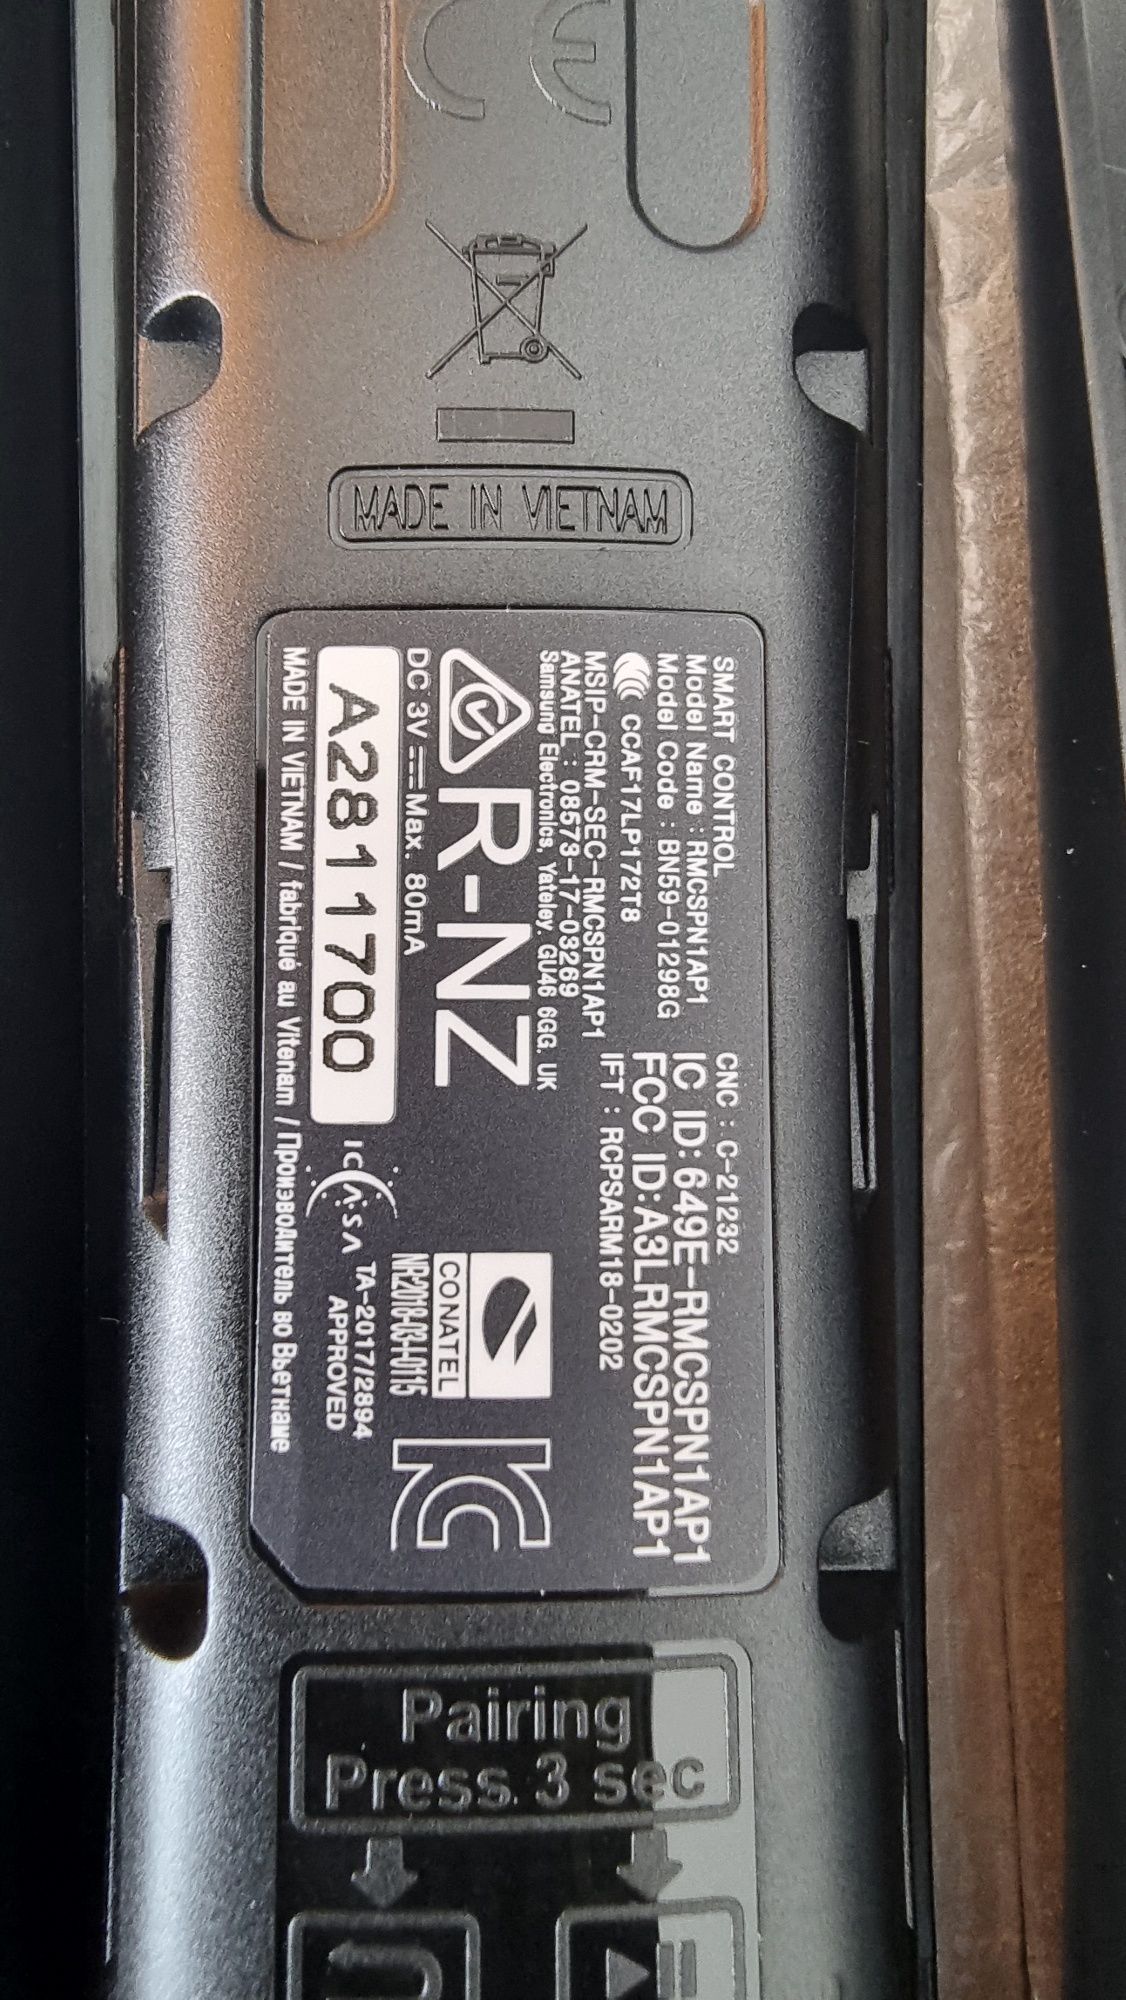 CE
MADE IN VIETNAM
SMART CONTROL
Model Name : RMCSPN1AP1
Model Code : BN59-01298G
CCAF17LP172T8
MSIP-CRM-SEC-RMCSPN1AP1
ANATEL : 08573-17-03269
Samsung Electronics, Yateley, GU46 6GG. UK
CNC : C-21232
IC ID:649E-RMCSPN1AP1
FCC ID:A3LRMCSPN1AP1
IFT : RCPSARM18-0202
R-NZ
DC 3V Max. 80mA
A2811700
CONATEL
NR:2018-03-I-0115
ICASA
TA-2017/2894
APPROVED
MADE IN VIETNAM / fabriqué au Vitenam / Производитель во Вьетнаме
Pairing
Press 3 sec